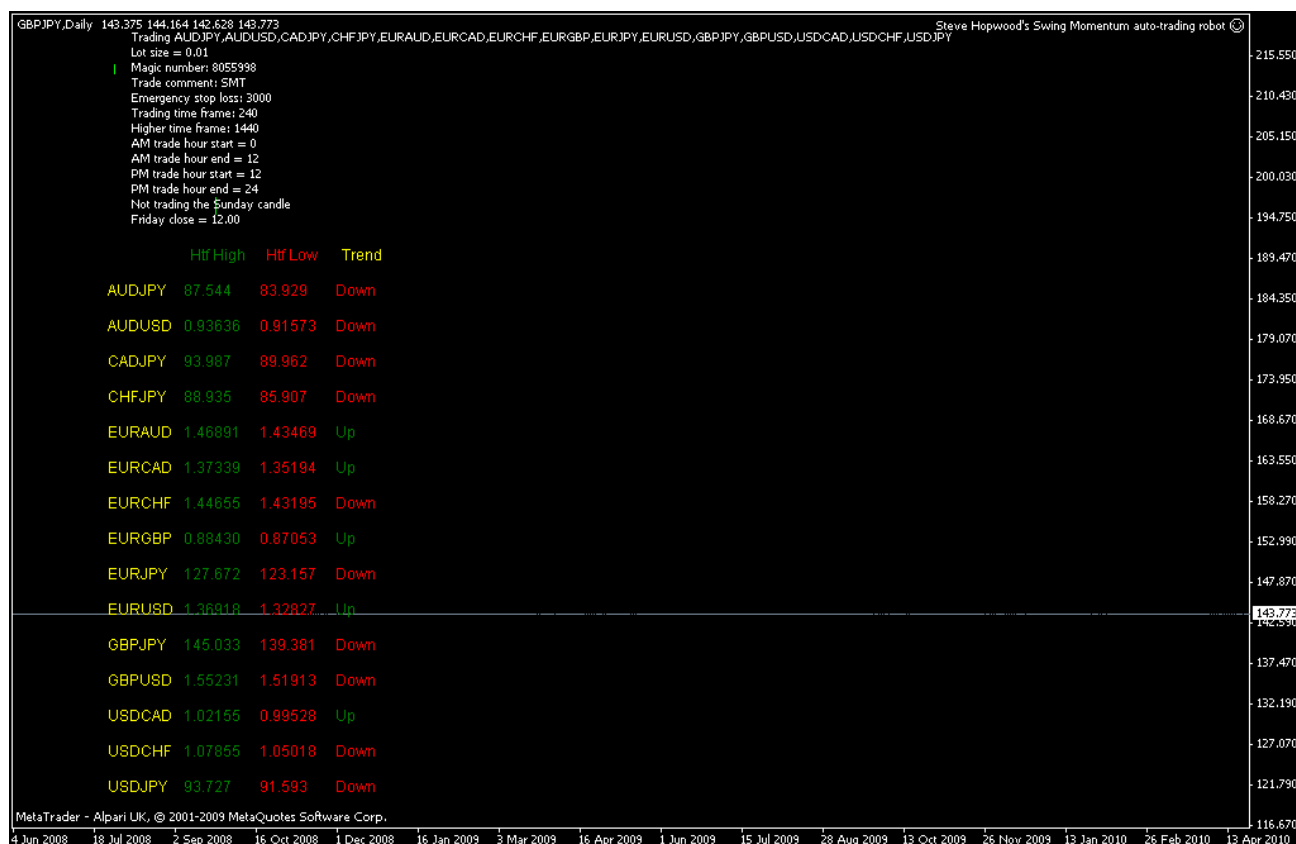 GBPJPY,Daily 143.375 144.164 142.628 143.773
Steve Hopwood's Swing Momentum auto-trading robot
Trading AUDJPY,AUDUSD,CADJPY,CHFJPY,EURAUD,EURCAD,EURCHF,EURGBP,EURJPY,EURUSD,GBPJPY,GBPUSD,USDCAD,USDCHF,USDJPY
Lot size = 0.01
Magic number: 8055998
Trade comment: SMT
Emergency stop loss: 3000
Trading time frame: 240
Higher time frame: 1440
AM trade hour start = 0
AM trade hour end = 12
PM trade hour start = 12
PM trade hour end = 24
Not trading the Sunday candle
Friday close = 12.00
Htf High Htf Low Trend
AUDJPY 87.544 83.929 Down
AUDUSD 0.93636 0.91573 Down
CADJPY 93.987 89.962 Down
CHFJPY 88.935 85.907 Down
EURAUD 1.46891 1.43469 Up
EURCAD 1.37339 1.35194 Up
EURCHF 1.44655 1.43195 Down
EURGBP 0.88430 0.87053 Up
EURJPY 127.672 123.157 Down
EURUSD 1.36918 1.32827 Up
GBPJPY 145.033 139.381 Down
GBPUSD 1.55231 1.51913 Down
USDCAD 1.02155 0.99528 Up
USDCHF 1.07855 1.05018 Down
USDJPY 93.727 91.593 Down
215.550
210.430
205.150
200.030
194.750
189.470
184.350
179.070
173.950
168.670
163.550
158.270
152.990
147.870
143.773
142.590
137.470
132.190
127.070
121.790
116.670
MetaTrader - Alpari UK, © 2001-2009 MetaQuotes Software Corp.
4 Jun 2008 18 Jul 2008 2 Sep 2008 16 Oct 2008 1 Dec 2008 16 Jan 2009 3 Mar 2009 16 Apr 2009 1 Jun 2009 15 Jul 2009 28 Aug 2009 13 Oct 2009 26 Nov 2009 13 Jan 2010 26 Feb 2010 13 Apr 2010